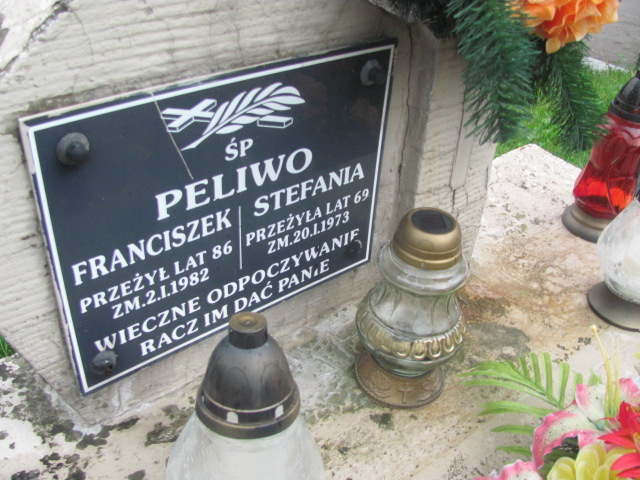 ŚP
PELIWO
FRANCISZEK
PRZEŻYŁ LAT 86
ZM.2.I.1982
STEFANIA
PRZEŻYŁA LAT 69
ZM.20.I.1973
WIECZNE ODPOCZYWANIE
RACZ IM DAĆ PANIE